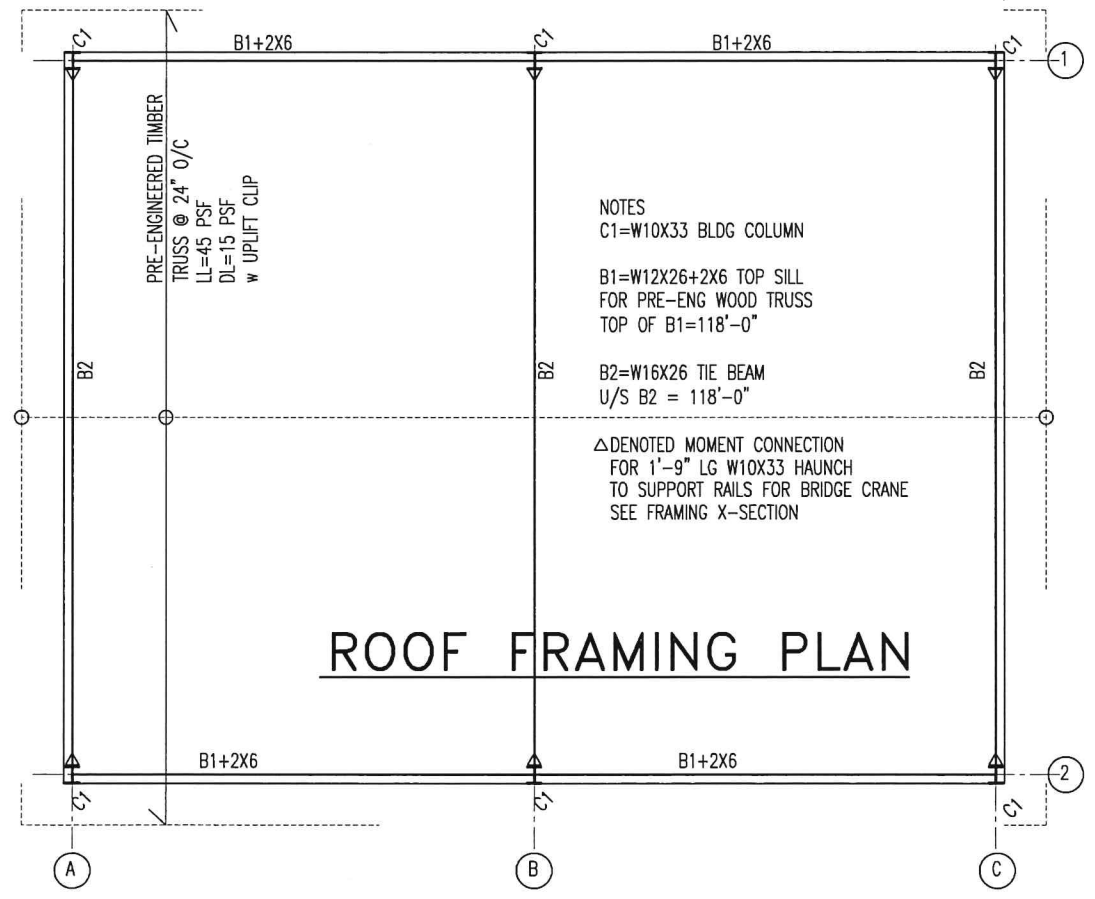 C1
B1+2X6
C1
B1+2X6
C1
1
PRE-ENGINEERED TIMBER
TRUSS @ 24" O/C
LL=45 PSF
DL=15 PSF
w UPLIFT CLIP
NOTES
C1=W10X33 BLDG COLUMN
B1=W12X26+2X6 TOP SILL
FOR PRE-ENG WOOD TRUSS
TOP OF B1=118'-0"
B2
B2
B2
B2=W16X26 TIE BEAM
U/S B2 = 118'-0"
△DENOTED MOMENT CONNECTION
FOR 1'-9" LG W10X33 HAUNCH
TO SUPPORT RAILS FOR BRIDGE CRANE
SEE FRAMING X-SECTION
ROOF FRAMING PLAN
B1+2X6
B1+2X6
2
C1
C1
C1
A
B
C